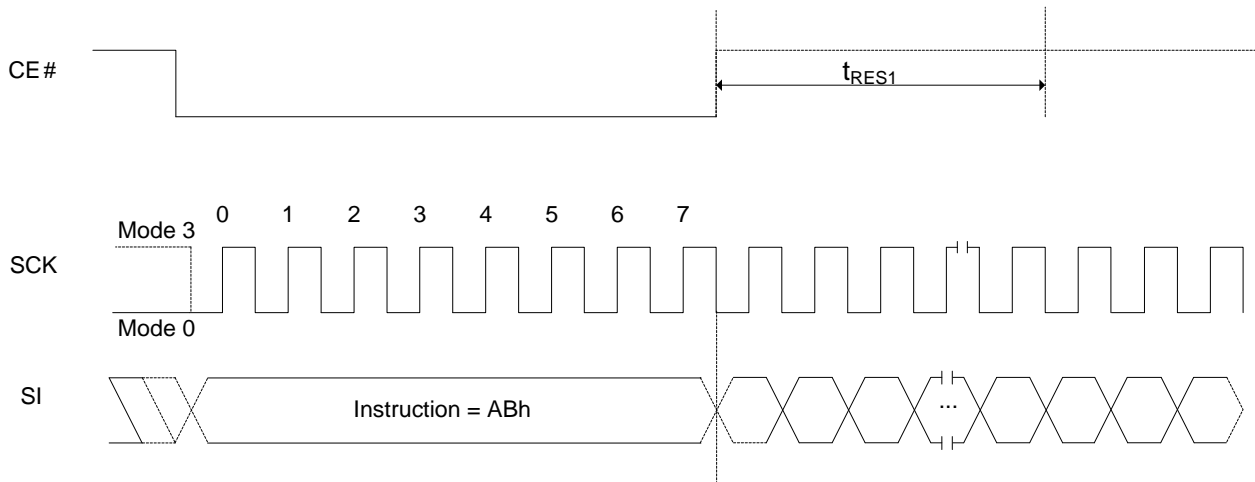 CE#
tRES1
0 1 2 3 4 5 6 7
Mode 3
SCK
Mode 0
SI
Instruction = ABh
...